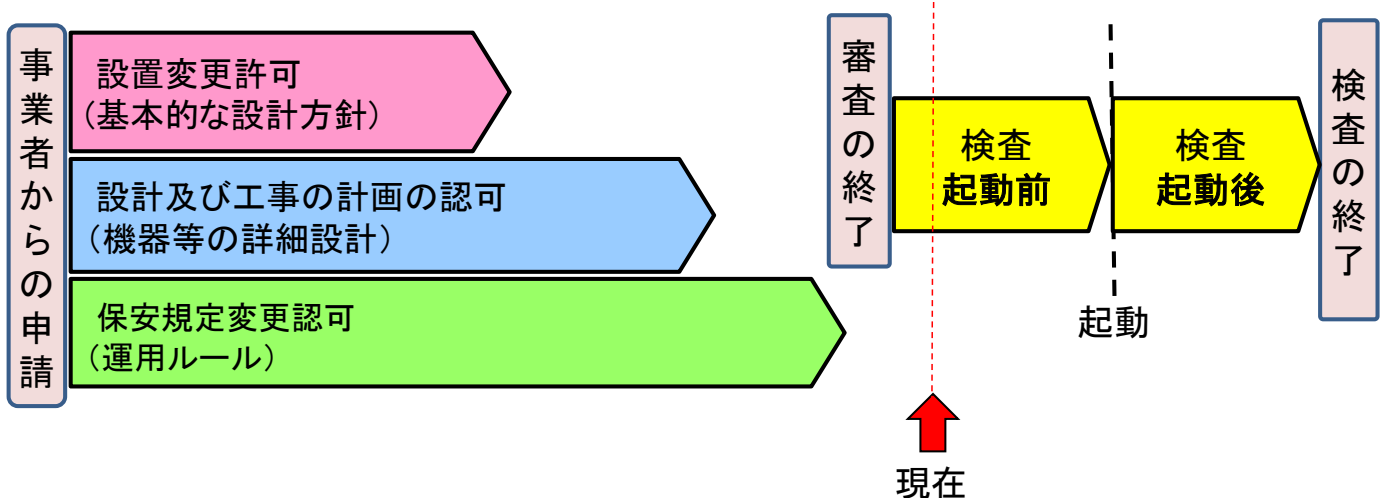 事業者からの申請
設置変更許可
(基本的な設計方針)
設計及び工事の計画の認可
(機器等の詳細設計)
保安規定変更認可
(運用ルール)
審査の終了
検査
起動前
検査
起動後
検査の終了
起動
現在